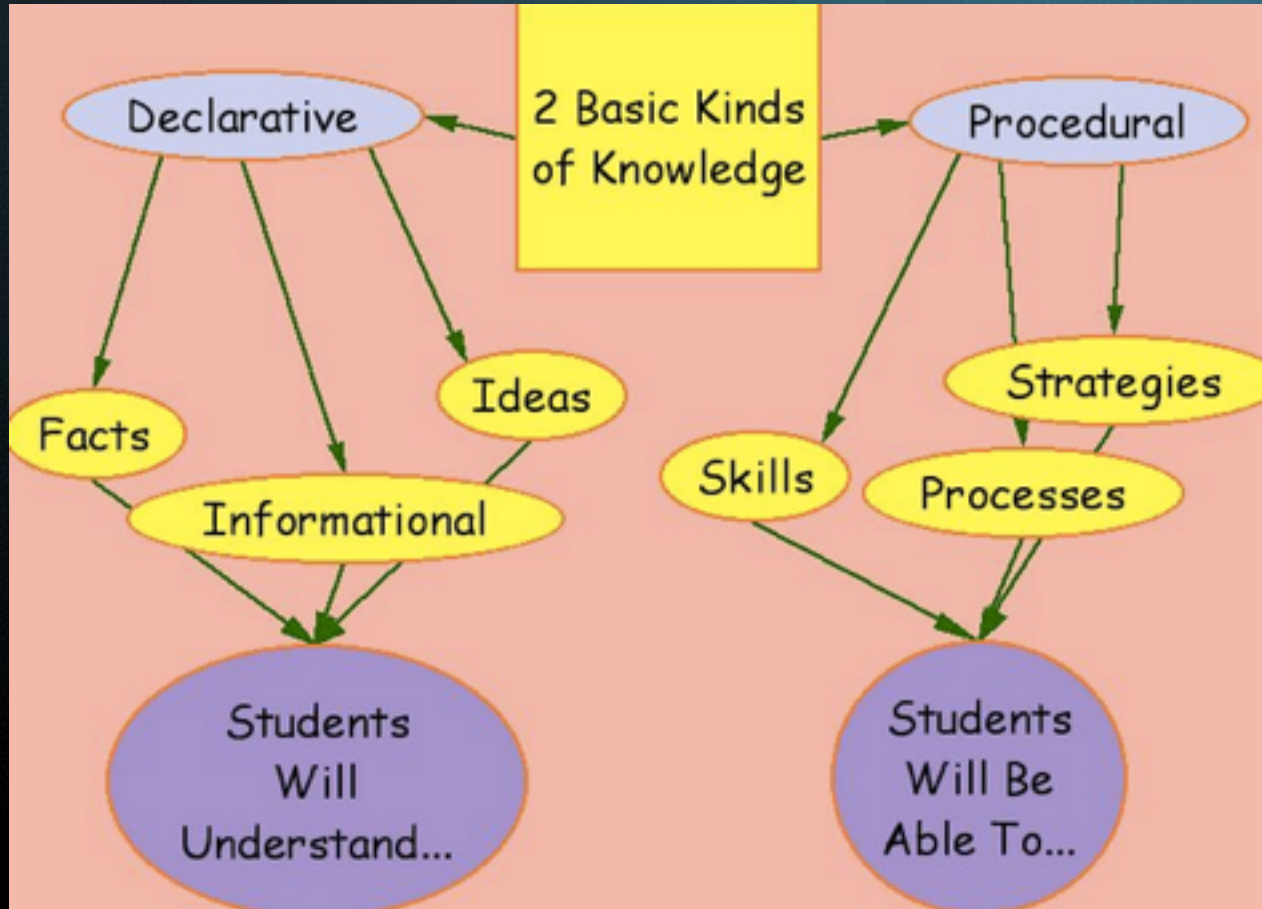 2 Basic Kinds
of Knowledge
Declarative
Procedural
Facts
Informational
Ideas
Skills
Processes
Strategies
Students
Will
Understand...
Students
Will Be
Able To...